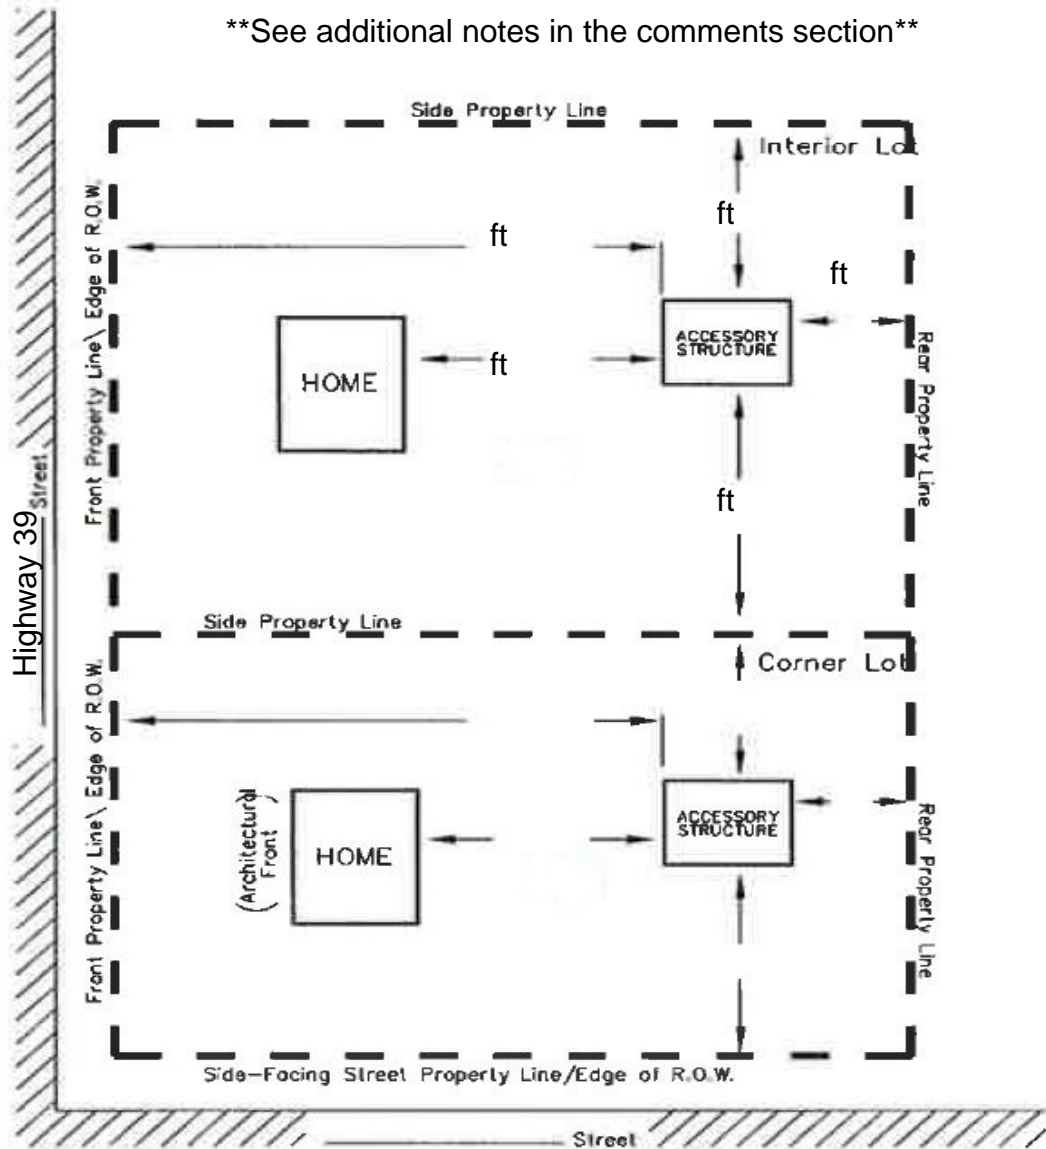 **See additional notes in the comments section**
Side Property Line
Interior Lot
Front Property Line\ Edge of R.O.W.
ft
ft
ft
ACCESSORY
STRUCTURE
HOME
ft
Rear Property Line
ft
Highway 39
Street
Side Property Line
Corner Lot
Front Property Line\ Edge of R.O.W.
(Architectural
Front)
HOME
ACCESSORY
STRUCTURE
Rear Property Line
Side-Facing Street Property Line/Edge of R.O.W.
Street